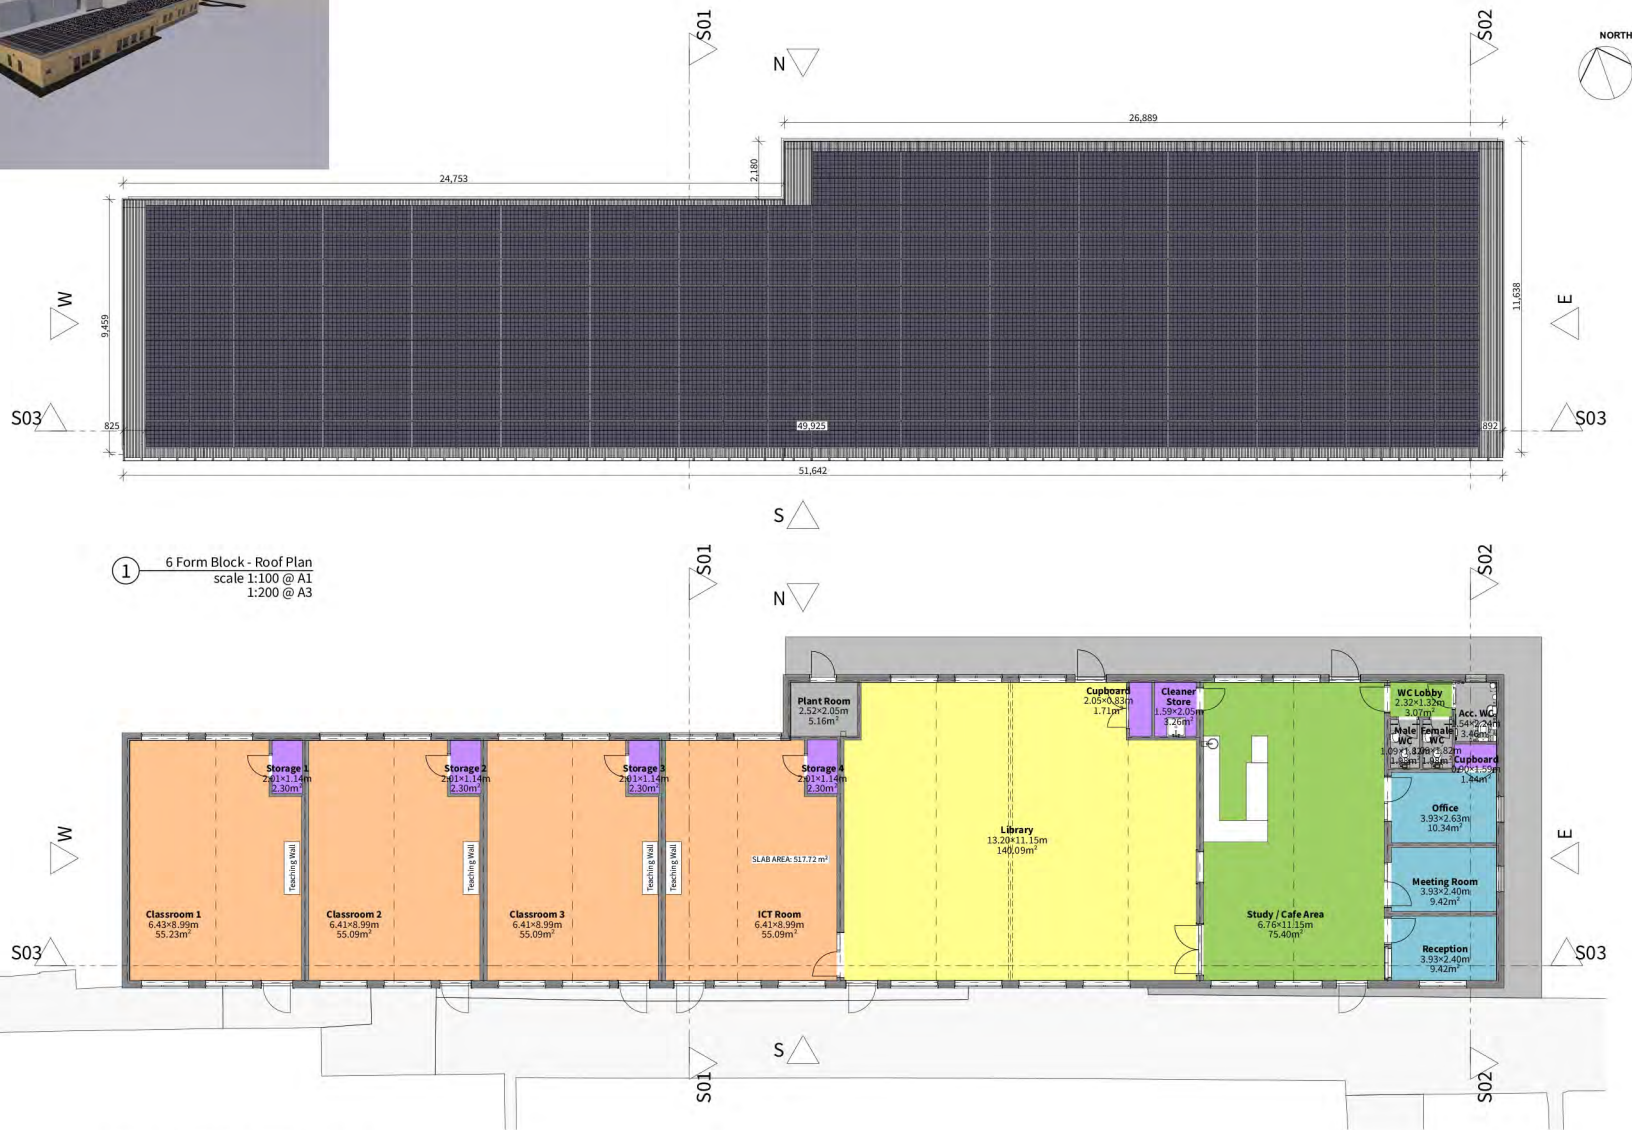 S01
S02
N
NORTH
26,889
2,180
24,753
W
9,459
11,638
E
S03
825
49,925
892
S03
51,642
S
1
6 Form Block - Roof Plan
scale 1:100 @ A1
1:200 @ A3
S01
S02
N
Plant Room
2.52×2.05m
5.16m²
Cupboard
2.05×0.83m
1.71m²
Cleaner
Store
1.59×2.05m
3.26m²
WC Lobby
2.32×1.32m
3.07m²
Acc. WC
Male
WC
Female
WC
Cupboard
1.44m²
Storage 1
2.01×1.14m
2.30m²
Storage 2
2.01×1.14m
2.30m²
Storage 3
2.01×1.14m
2.30m²
Storage 4
2.01×1.14m
2.30m²
Office
3.93×2.63m
10.34m²
W
Library
13.20×11.15m
140.09m²
E
Teaching Wall
Teaching Wall
Teaching Wall
Teaching Wall
SLAB AREA: 517.72 m²
Meeting Room
3.93×2.40m
9.42m²
Classroom 1
6.43×8.99m
55.23m²
Classroom 2
6.41×8.99m
55.09m²
Classroom 3
6.41×8.99m
55.09m²
ICT Room
6.41×8.99m
55.09m²
Study / Cafe Area
6.76×11.15m
75.40m²
Reception
3.93×2.40m
9.42m²
S03
S03
S
S01
S02